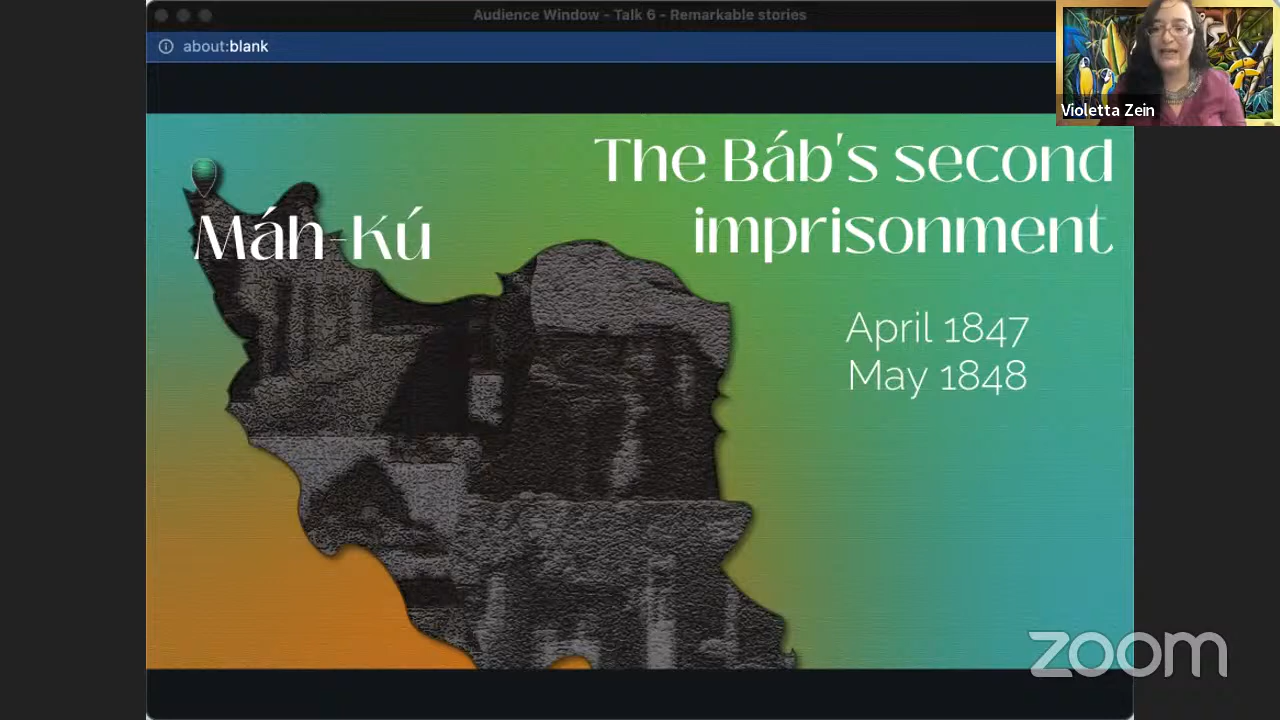 Audience Window - Talk 6 - Remarkable stories
about:blank
Violetta Zein
The Báb's second
imprisonment
Máh-Kú
April 1847
May 1848
zoom